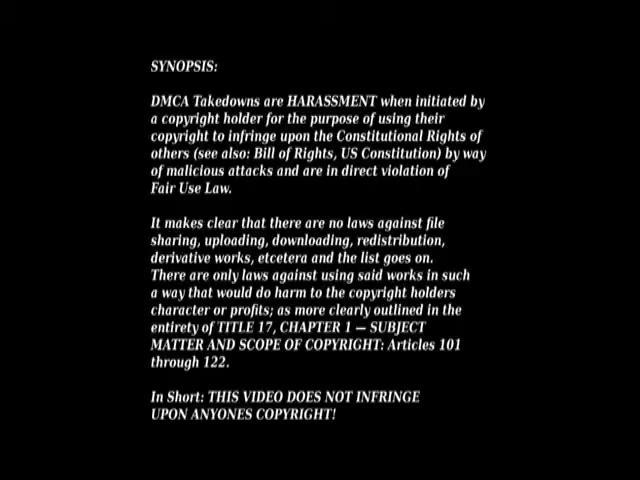 SYNOPSIS:
DMCA Takedowns are HARASSMENT when initiated by
a copyright holder for the purpose of using their
copyright to infringe upon the Constitutional Rights of
others (see also: Bill of Rights, US Constitution) by way
of malicious attacks and are in direct violation of
Fair Use Law.
It makes clear that there are no laws against file
sharing, uploading, downloading, redistribution,
derivative works, etcetera and the list goes on.
There are only laws against using said works in such
a way that would do harm to the copyright holders
character or profits; as more clearly outlined in the
entirety of TITLE 17, CHAPTER 1 — SUBJECT
MATTER AND SCOPE OF COPYRIGHT: Articles 101
through 122.
In Short: THIS VIDEO DOES NOT INFRINGE
UPON ANYONES COPYRIGHT!